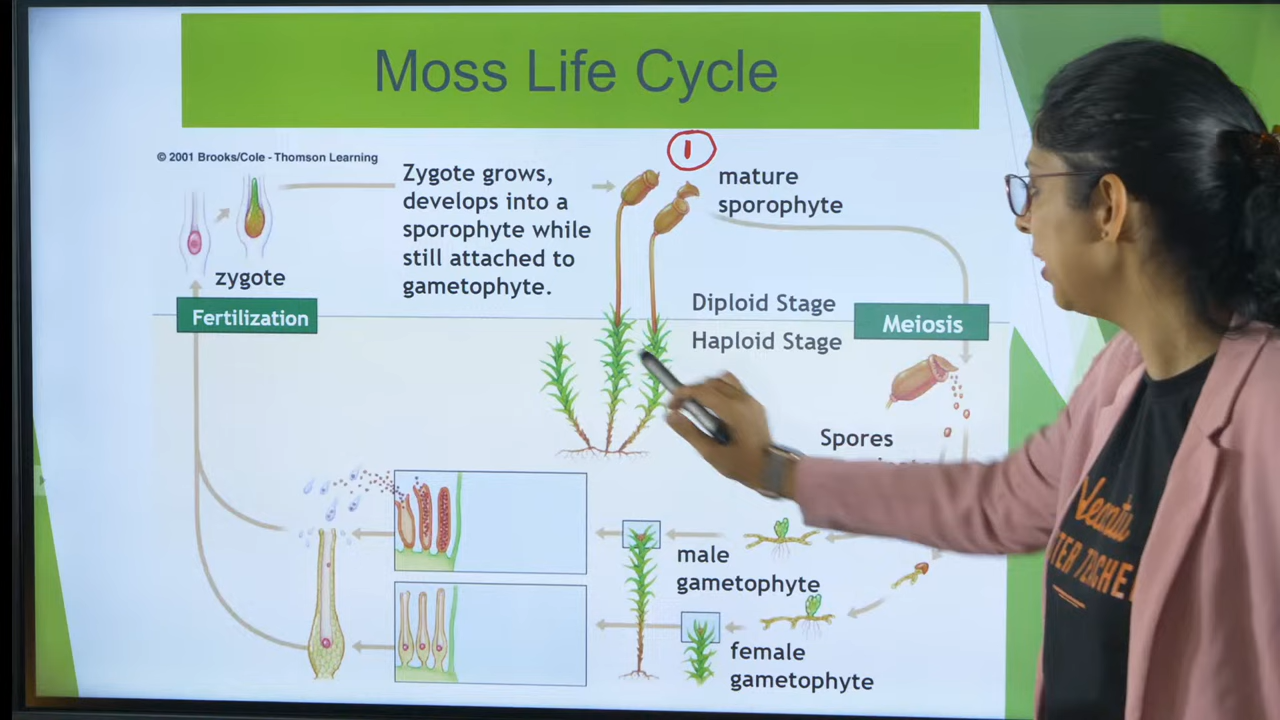 Moss Life Cycle
© 2001 Brooks/Cole - Thomson Learning
Zygote grows,
develops into a
sporophyte while
still attached to
gametophyte.
1
mature
sporophyte
zygote
Fertilization
Diploid Stage
Haploid Stage
Meiosis
Spores
male
gametophyte
female
gametophyte